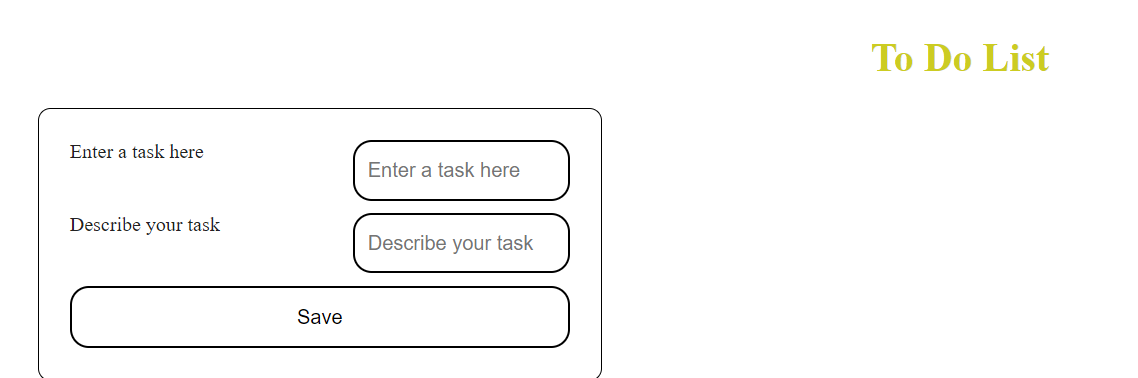 To Do List
Enter a task here
Enter a task here
Describe your task
Describe your task
Save